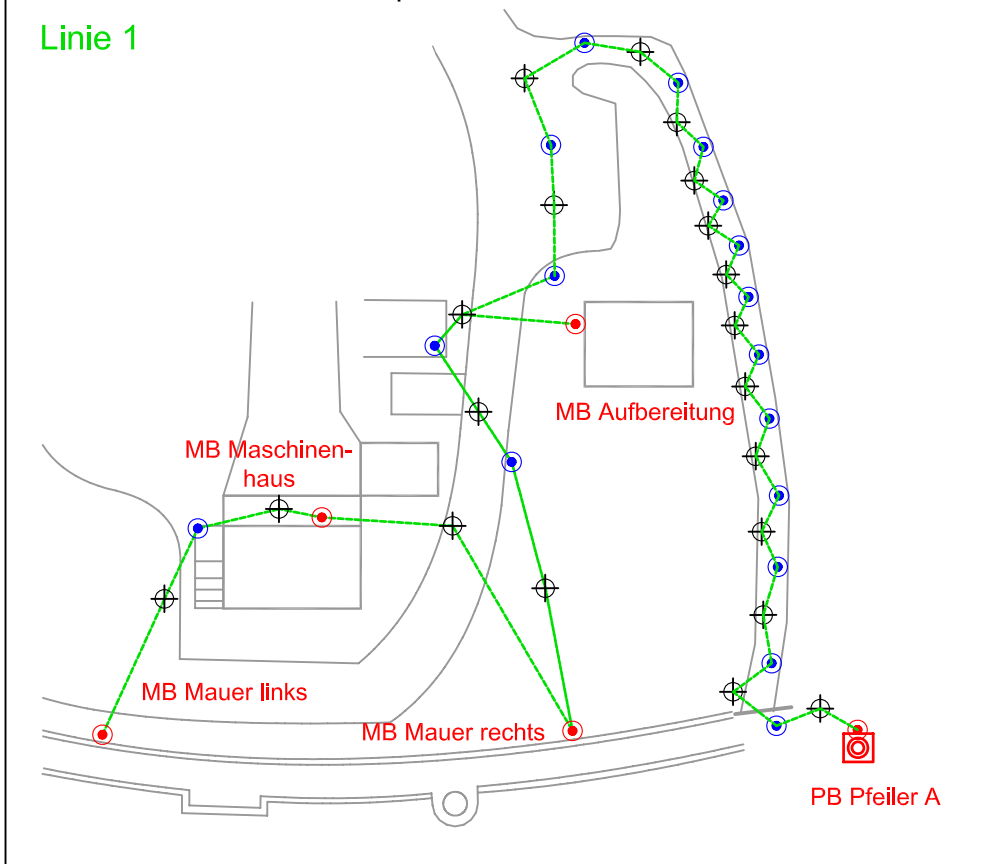 Linie 1
MB Aufbereitung
MB Maschinen-
haus
MB Mauer links
MB Mauer rechts
PB Pfeiler A